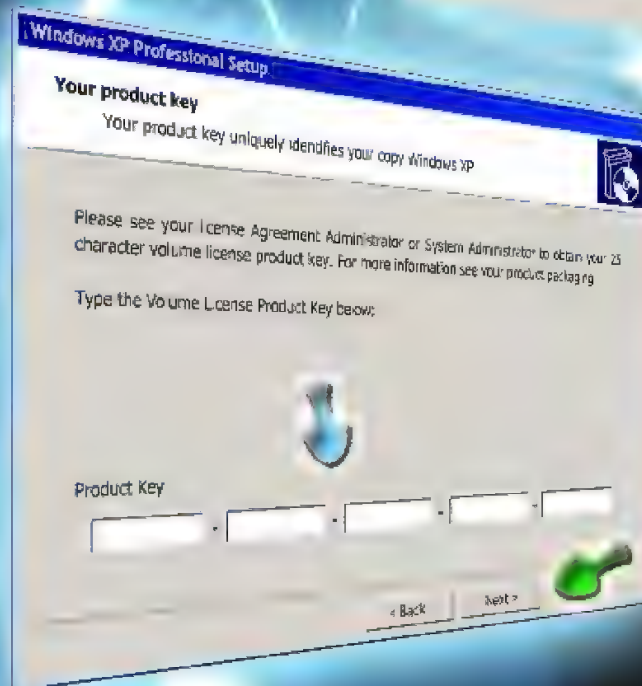 Windows XP Professional Setup
Your product key
Your product key uniquely identifies your copy Windows XP
Please see your License Agreement Administrator or System Administrator to obtain your 25
character volume license product key. For more information see your product packaging
Type the Volume License Product Key below:
Product Key
- - - -
< Back Next >